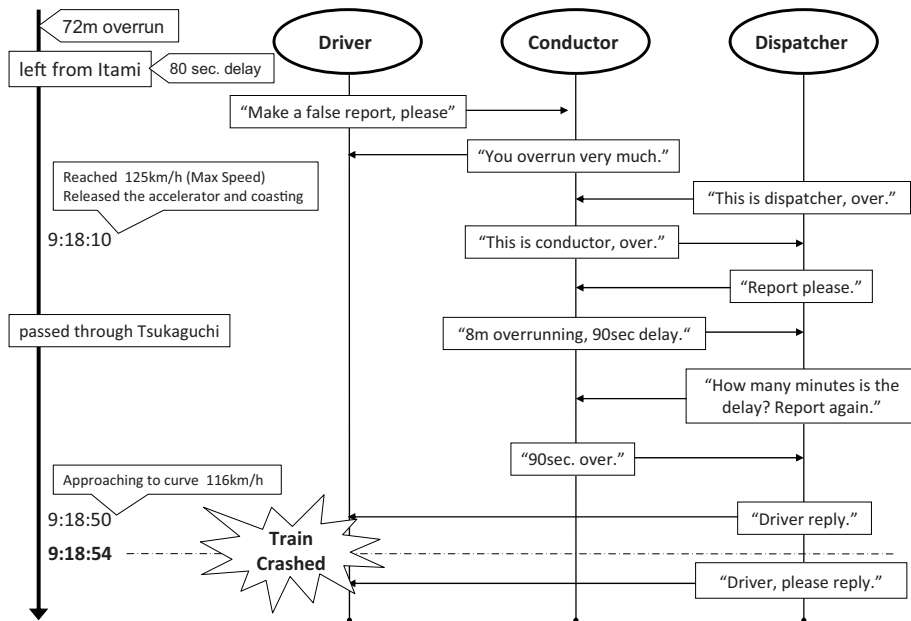 72m overrun
Driver
Conductor
Dispatcher
left from Itami
80 sec. delay
“Make a false report, please”
“You overrun very much.”
Reached 125km/h (Max Speed)
Released the accelerator and coasting
“This is dispatcher, over.”
9:18:10
“This is conductor, over.”
“Report please.”
passed through Tsukaguchi
“8m overrunning, 90sec delay.“
“How many minutes is the
delay? Report again.”
“90sec. over.”
Approaching to curve 116km/h
9:18:50
“Driver reply.”
Train
Crashed
9:18:54
“Driver, please reply.”